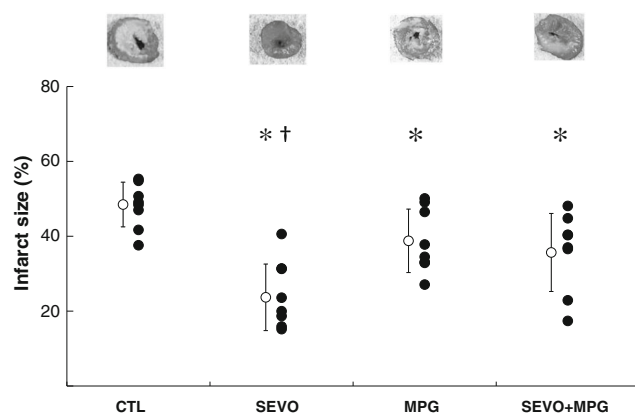 80
* †
*
*
60
40
20
Infarct size (%)
CTL
SEVO
MPG
SEVO+MPG